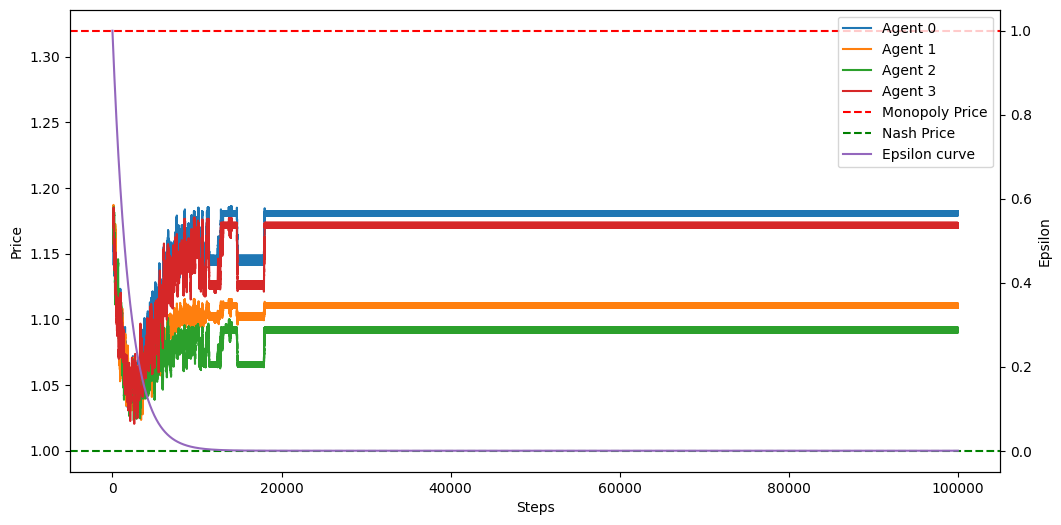 1.30
1.25
1.20
1.15
1.10
1.05
1.00
Price
0
20000
40000
60000
80000
100000
Steps
1.0
0.8
0.6
0.4
0.2
0.0
Epsilon
Agent 0
Agent 1
Agent 2
Agent 3
Monopoly Price
Nash Price
Epsilon curve